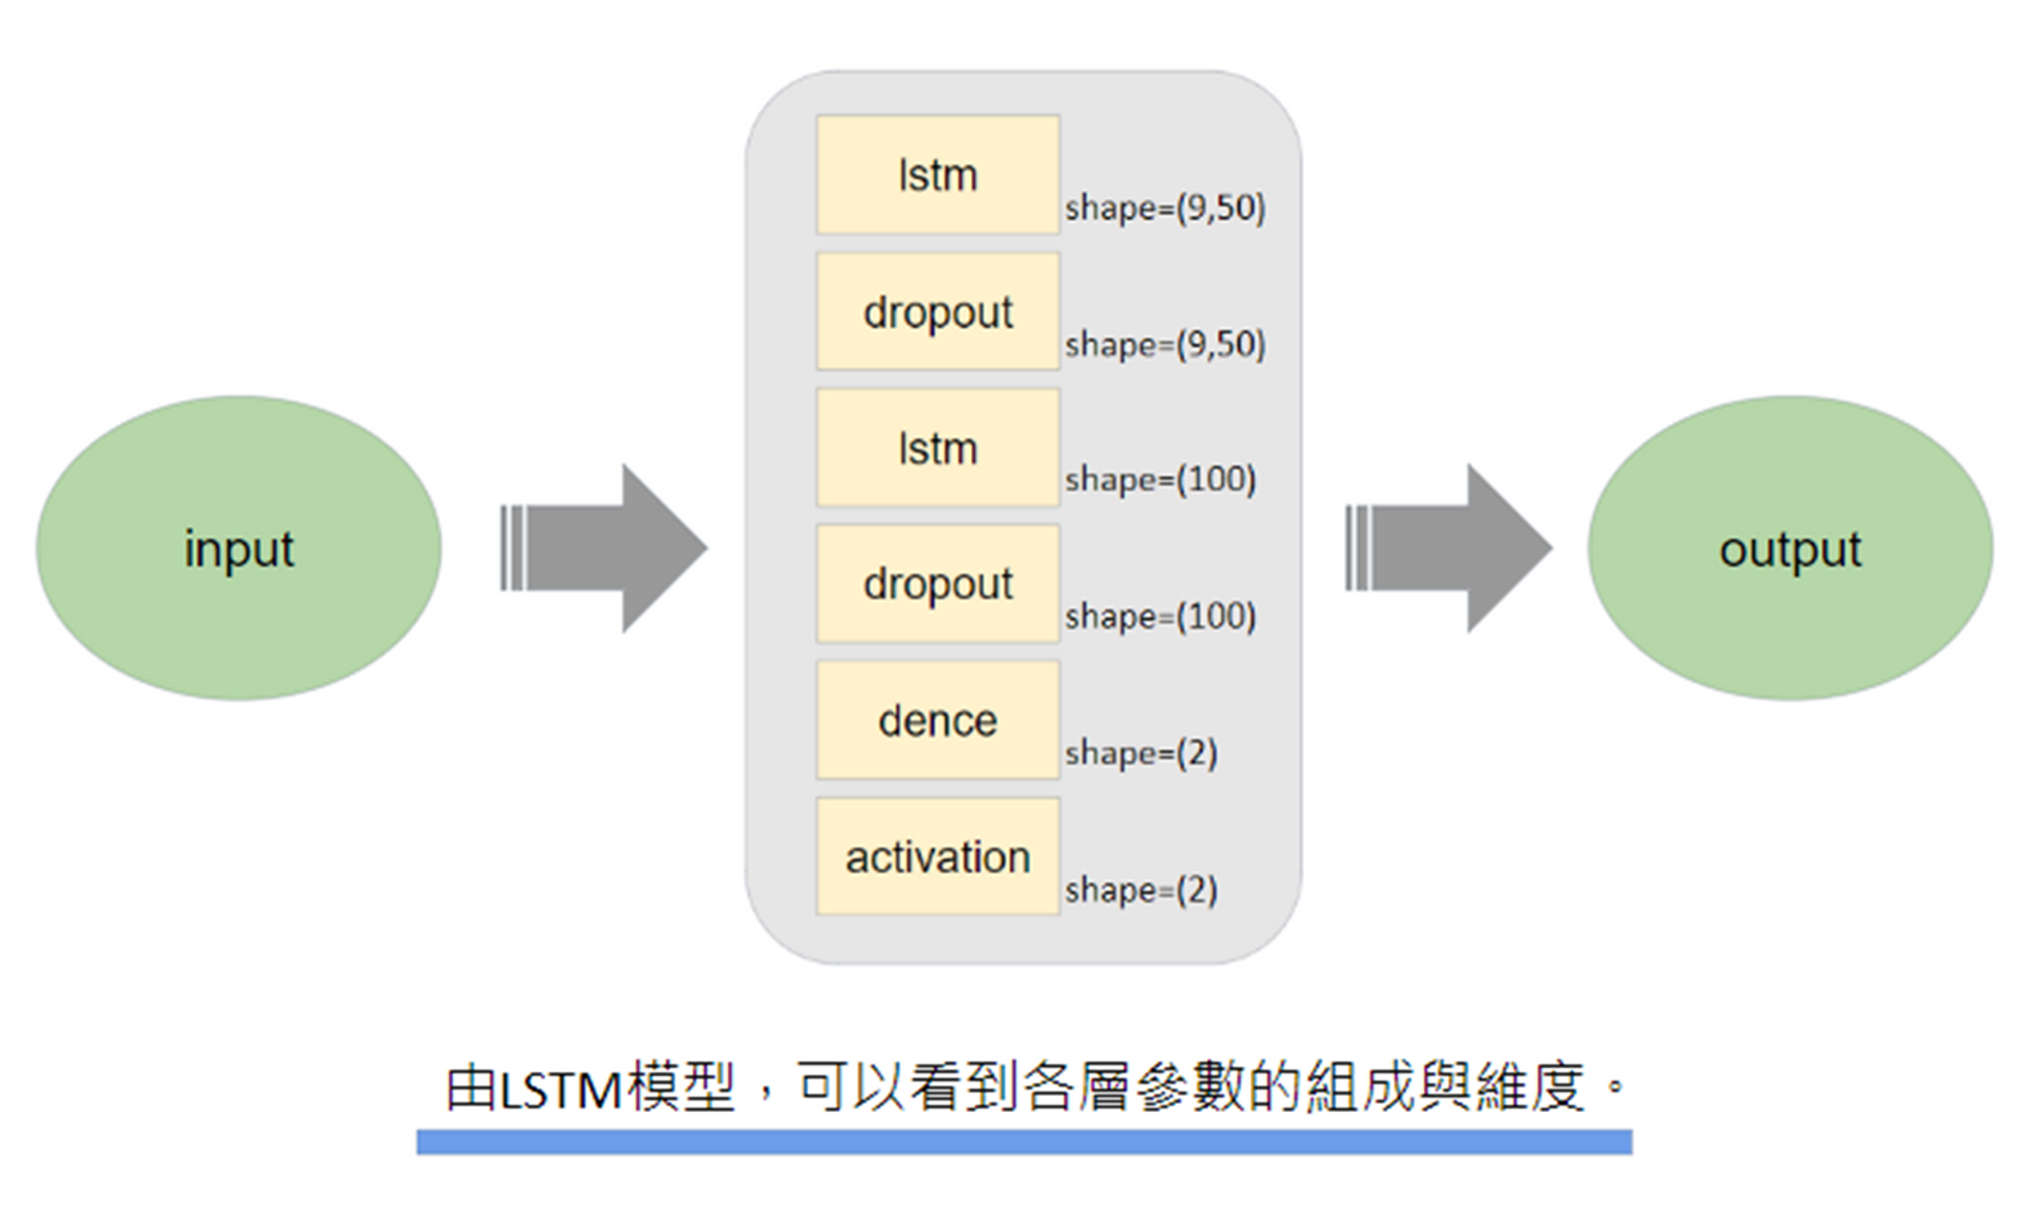 input
lstm
shape=(9,50)
dropout
shape=(9,50)
lstm
shape=(100)
dropout
shape=(100)
dence
shape=(2)
activation
shape=(2)
output
由LSTM模型，可以看到各層參數的組成與維度。